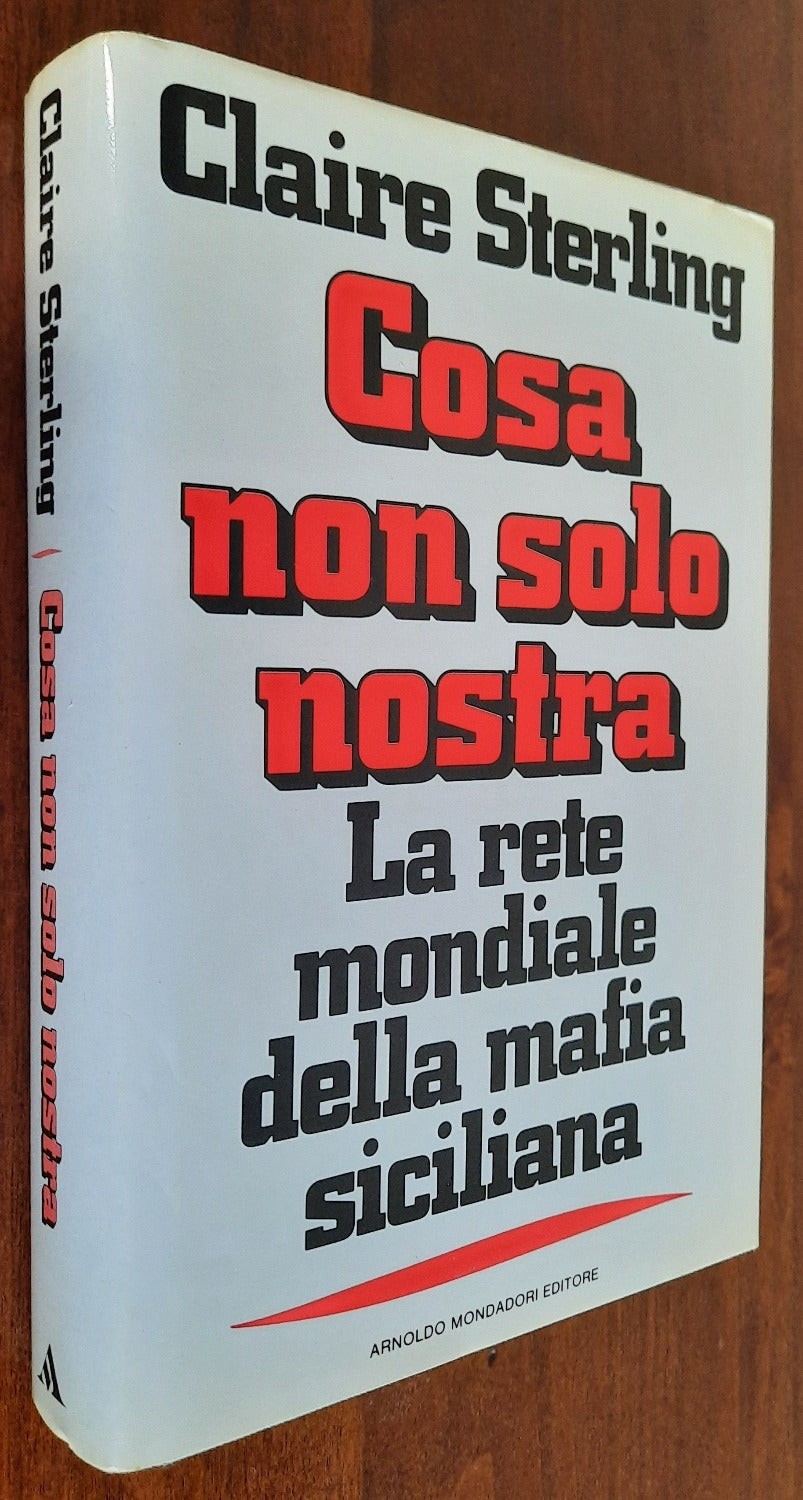 Claire Sterling
Cosa
non solo
nostra
La rete
mondiale
della mafia
siciliana
ARNOLDO MONDADORI EDITORE
Claire Sterling
Cosa non solo nostra